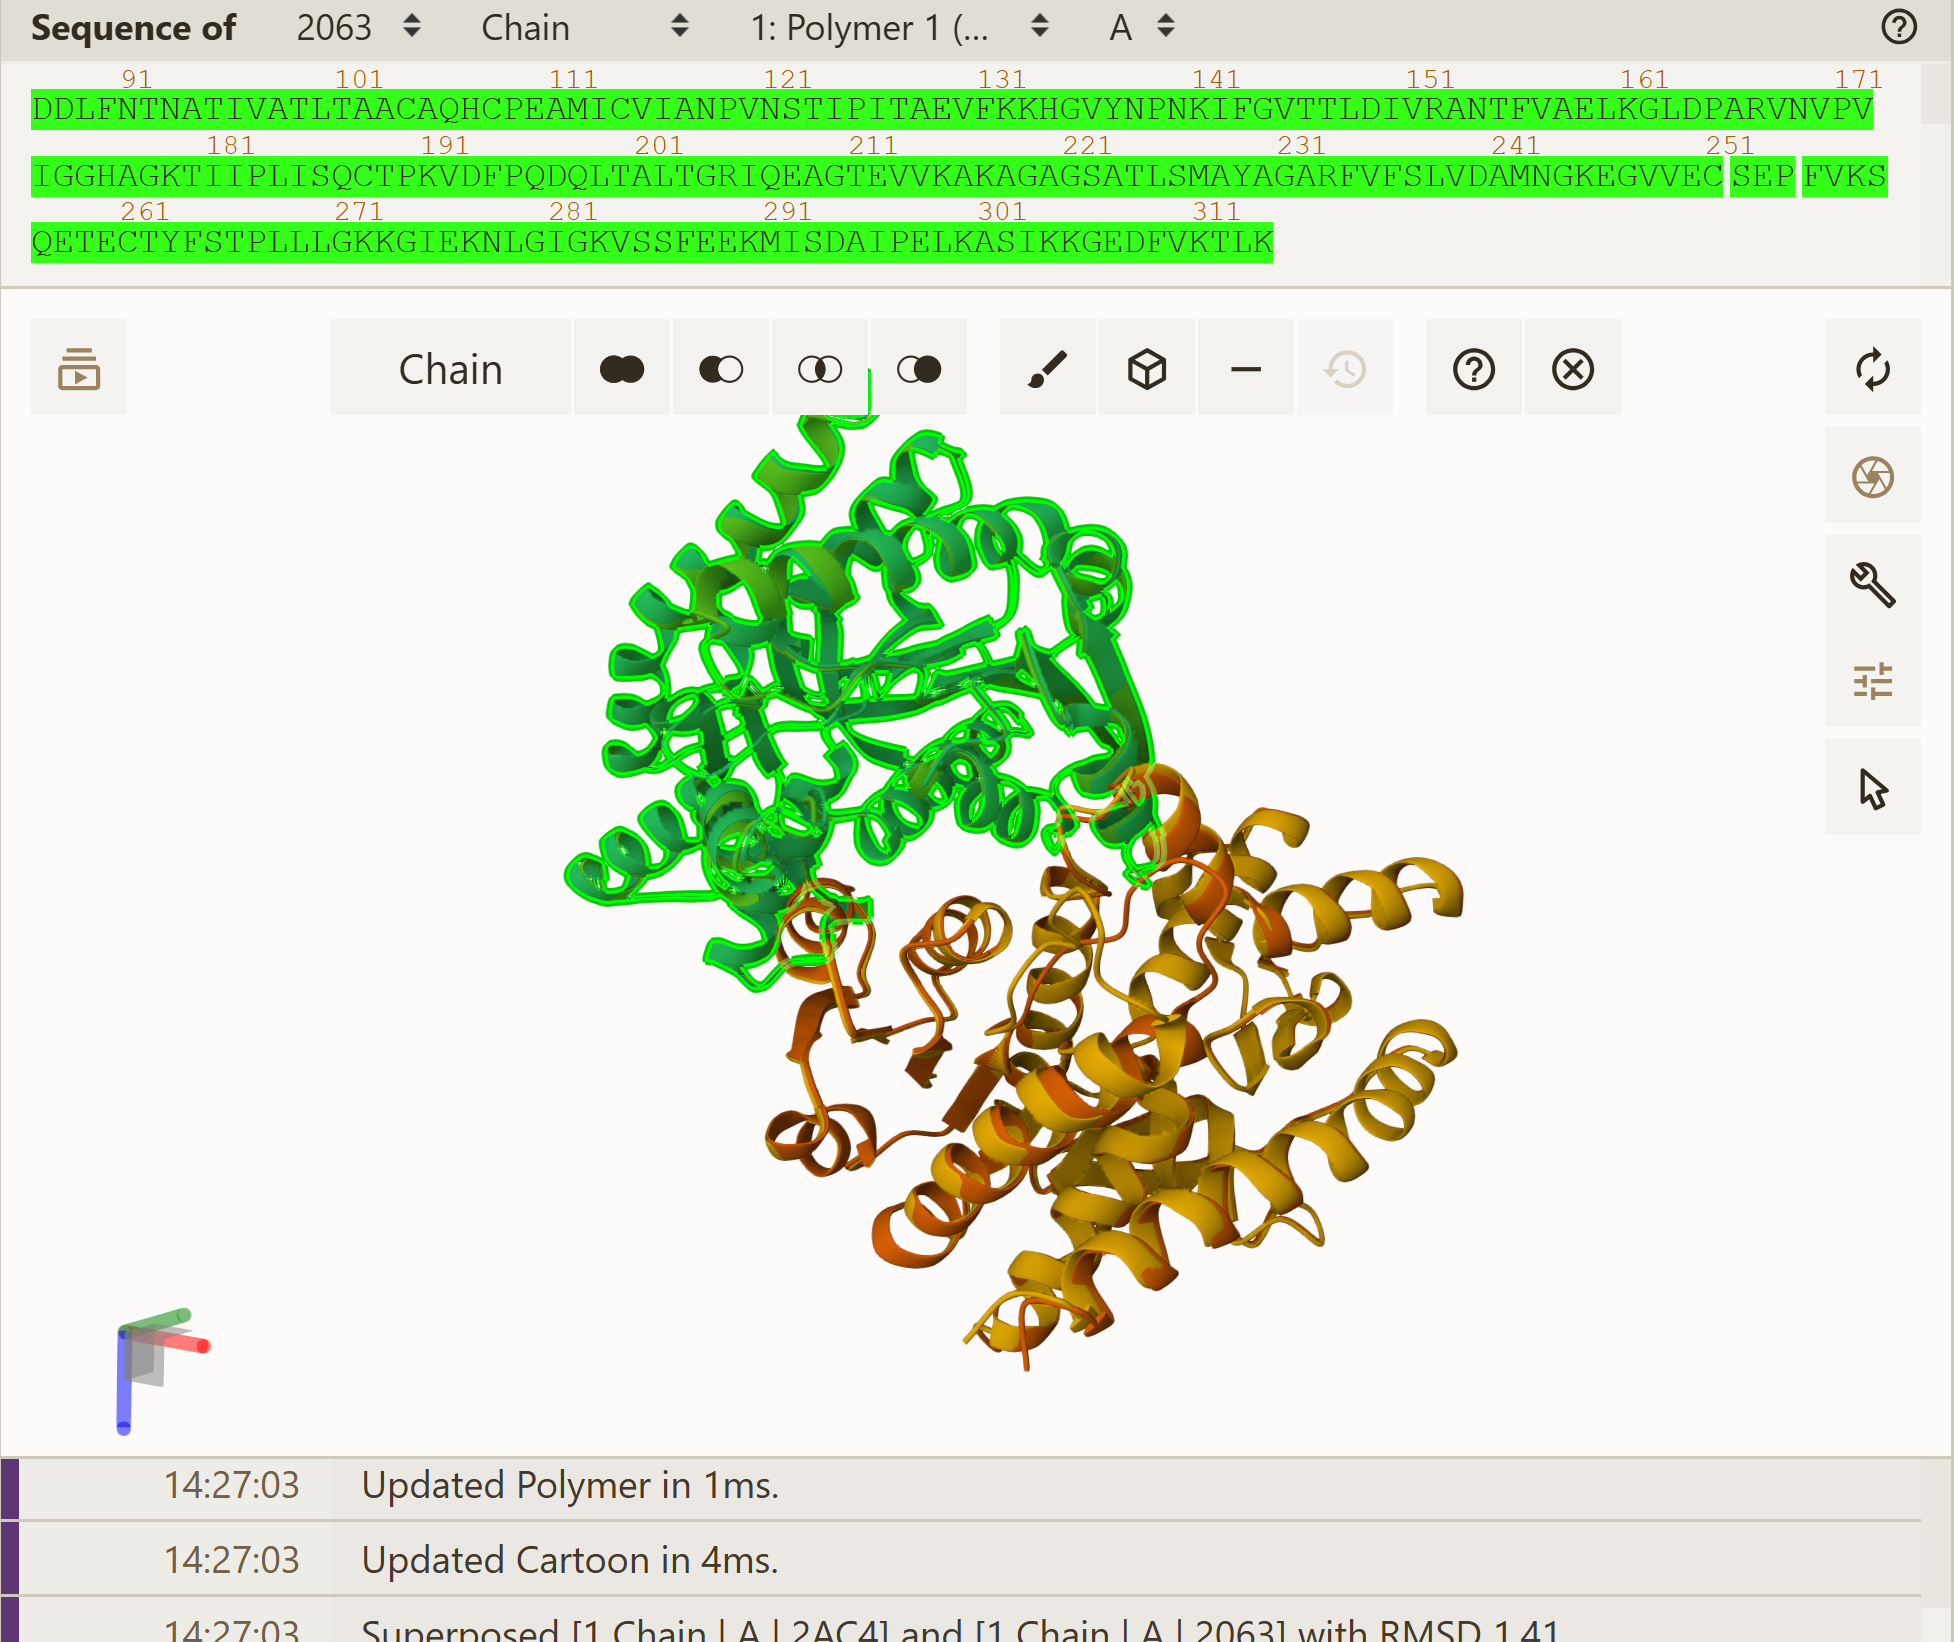 Sequence of 2063 Chain 1: Polymer 1 (... A
91 101 111 121 131 141 151 161 171
DDLFNTNATIVATLTAACAQHCPEAMICVIANPVNSTIPITAEVFKKHGVYNPNKIFGVTTLDIVRANTFVAELKGLDPARVNVPV
181 191 201 211 221 231 241 251
IGGHAGKTIIPLISQCTPKVDFPQDQLTALTGRIQEAGTEVVKAKAGAGSATLSMAYAGARFVFSLVDAMNGKEGVVEC SEP FVKS
261 271 281 291 301 311
QETECTYFSTPLLLGKKGIEKNLGIGKVSSFEEKMISDAIPELKASIKKGEDFVKTLK
Chain
14:27:03 Updated Polymer in 1ms.
14:27:03 Updated Cartoon in 4ms.
14:27:03 Superposed [1 Chain | A | 2AC4] and [1 Chain | A | 2063] with RMSD 1.41